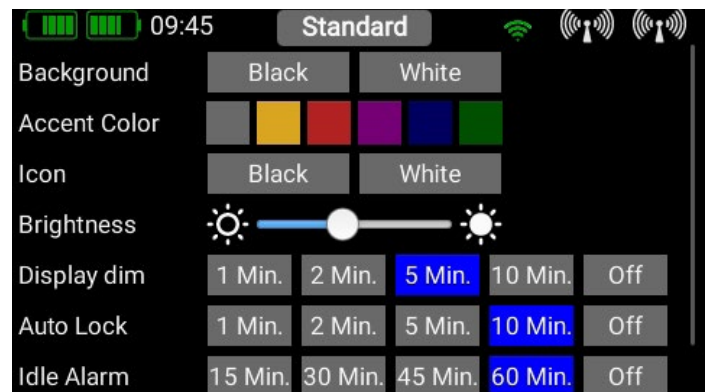 09:45 Standard
Background Black White
Accent Color
Icon Black White
Brightness
Display dim 1 Min. 2 Min. 5 Min. 10 Min. Off
Auto Lock 1 Min. 2 Min. 5 Min. 10 Min. Off
Idle Alarm 15 Min. 30 Min. 45 Min. 60 Min. Off